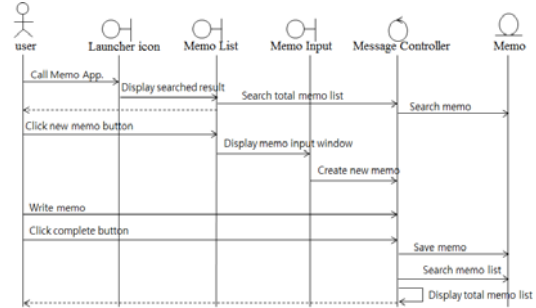 user
Launcher icon
Memo List
Memo Input
Message Controller
Memo
Call Memo App.
Display searched result
Search total memo list
Search memo
Click new memo button
Display memo input window
Create new memo
Write memo
Click complete button
Save memo
Search memo list
Display total memo list